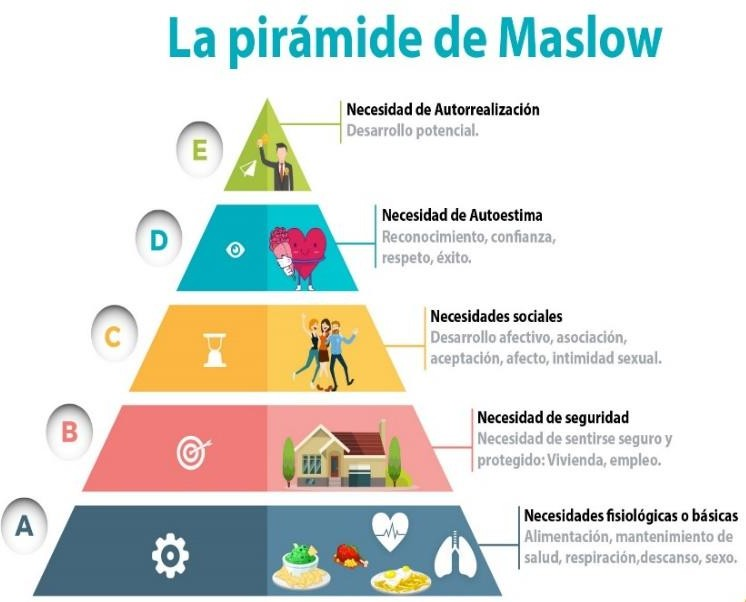 La pirámide de Maslow
E
Necesidad de Autorrealización
Desarrollo potencial.
D
Necesidad de Autoestima
Reconocimiento, confianza,
respeto, éxito.
C
Necesidades sociales
Desarrollo afectivo, asociación,
aceptación, afecto, intimidad sexual.
B
Necesidad de seguridad
Necesidad de sentirse seguro y
protegido: Vivienda, empleo.
A
Necesidades fisiológicas o básicas
Alimentación, mantenimiento de
salud, respiración,descanso, sexo.